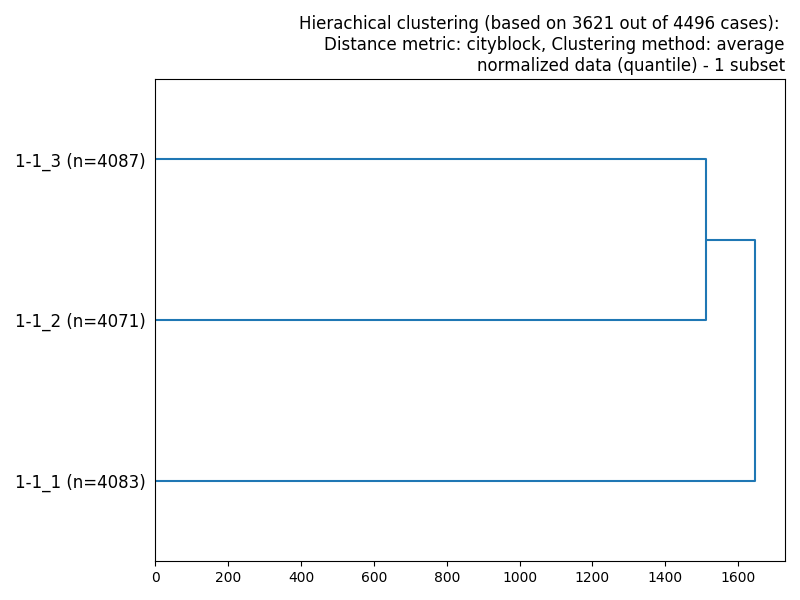 Hierachical clustering (based on 3621 out of 4496 cases):
Distance metric: cityblock, Clustering method: average
normalized data (quantile) - 1 subset
1-1_3 (n=4087)
1-1_2 (n=4071)
1-1_1 (n=4083)
0 200 400 600 800 1000 1200 1400 1600